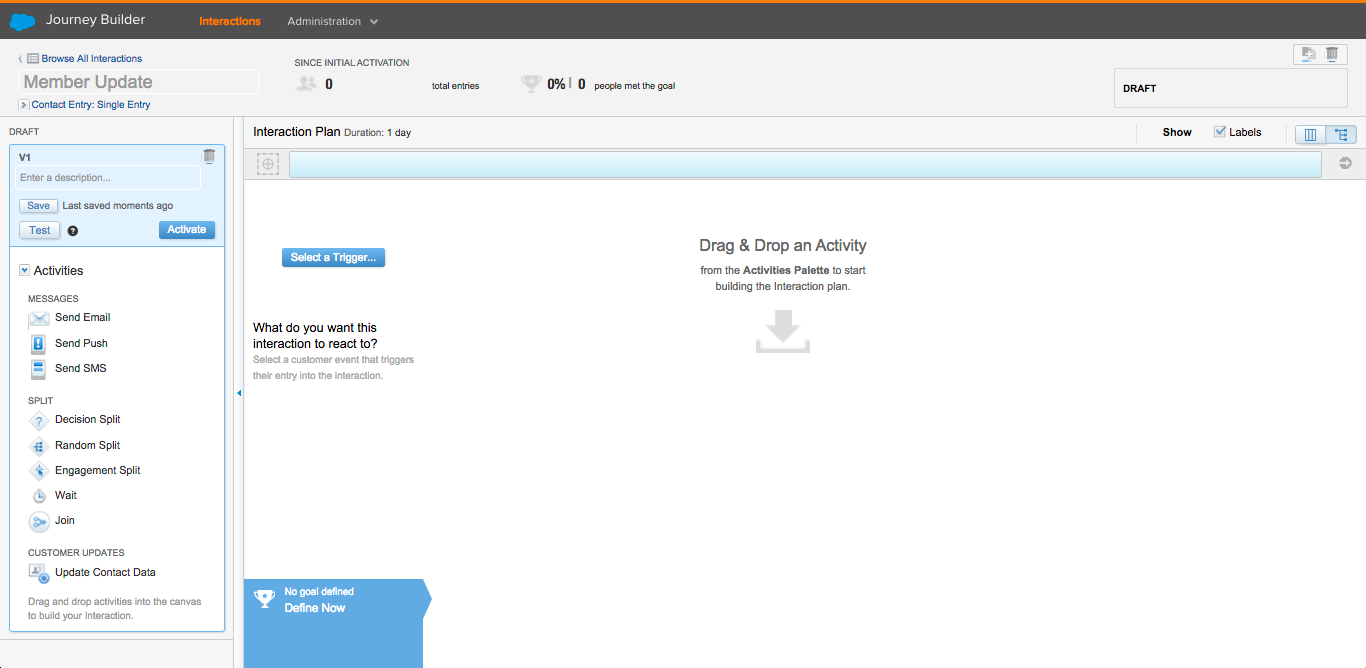 Journey Builder
Interactions
Administration
Browse All Interactions
Member Update
Contact Entry: Single Entry
SINCE INITIAL ACTIVATION
0
total entries
0%
0
people met the goal
DRAFT
DRAFT
V1
Enter a description...
Save
Last saved moments ago
Test
?
Activate
Activities
MESSAGES
Send Email
Send Push
Send SMS
SPLIT
Decision Split
Random Split
Engagement Split
Wait
Join
CUSTOMER UPDATES
Update Contact Data
Drag and drop activities into the canvas
to build your Interaction.
Interaction Plan Duration: 1 day
Show
Labels
Select a Trigger...
What do you want this
interaction to react to?
Select a customer event that triggers
their entry into the interaction.
Drag & Drop an Activity
from the Activities Palette to start
building the Interaction plan.
No goal defined
Define Now